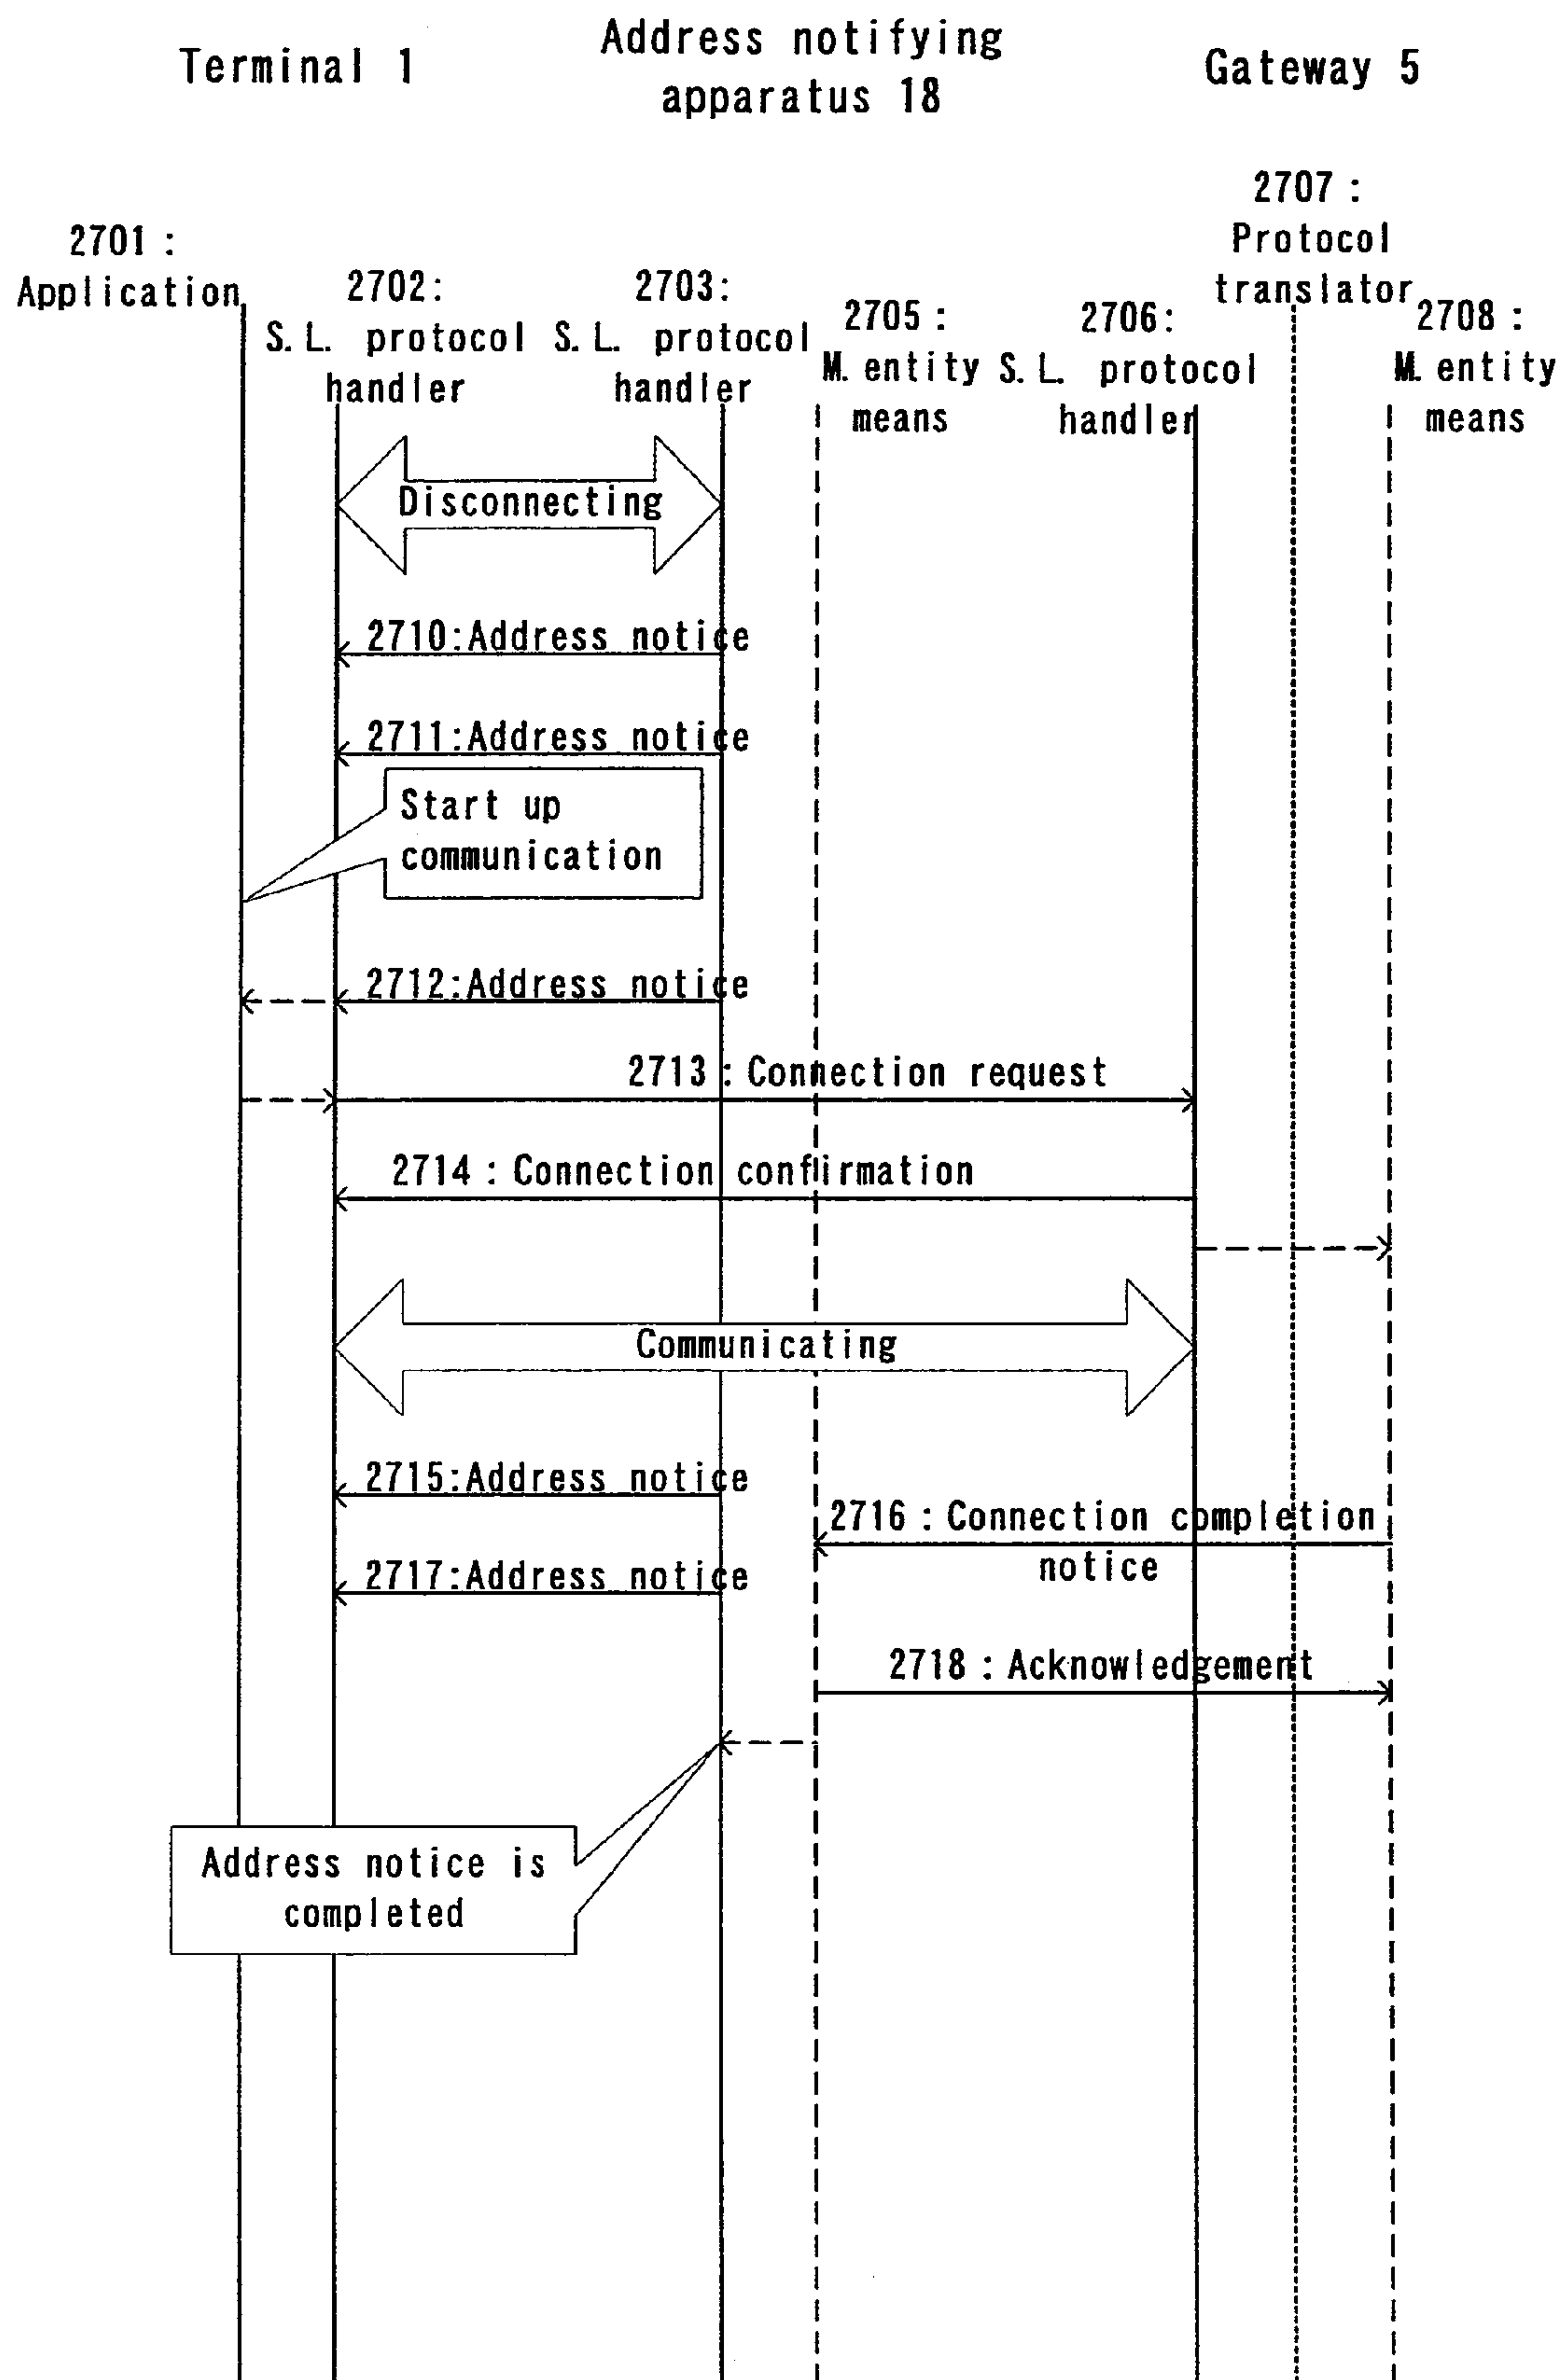 Terminal 1
Address notifying
apparatus 18
Gateway 5
2701 :
Application
2702:
S.L. protocol
handler
2703:
S.L. protocol
handler
2705 :
M.entity
means
2706:
S.L. protocol
handler
2707 :
Protocol
translator
2708 :
M.entity
means
Disconnecting
2710:Address notice
2711:Address notice
Start up
communication
2712:Address notice
2713 : Connection request
2714 : Connection confirmation
Communicating
2715:Address notice
2716 : Connection completion
notice
2717:Address notice
2718 : Acknowledgement
Address notice is
completed